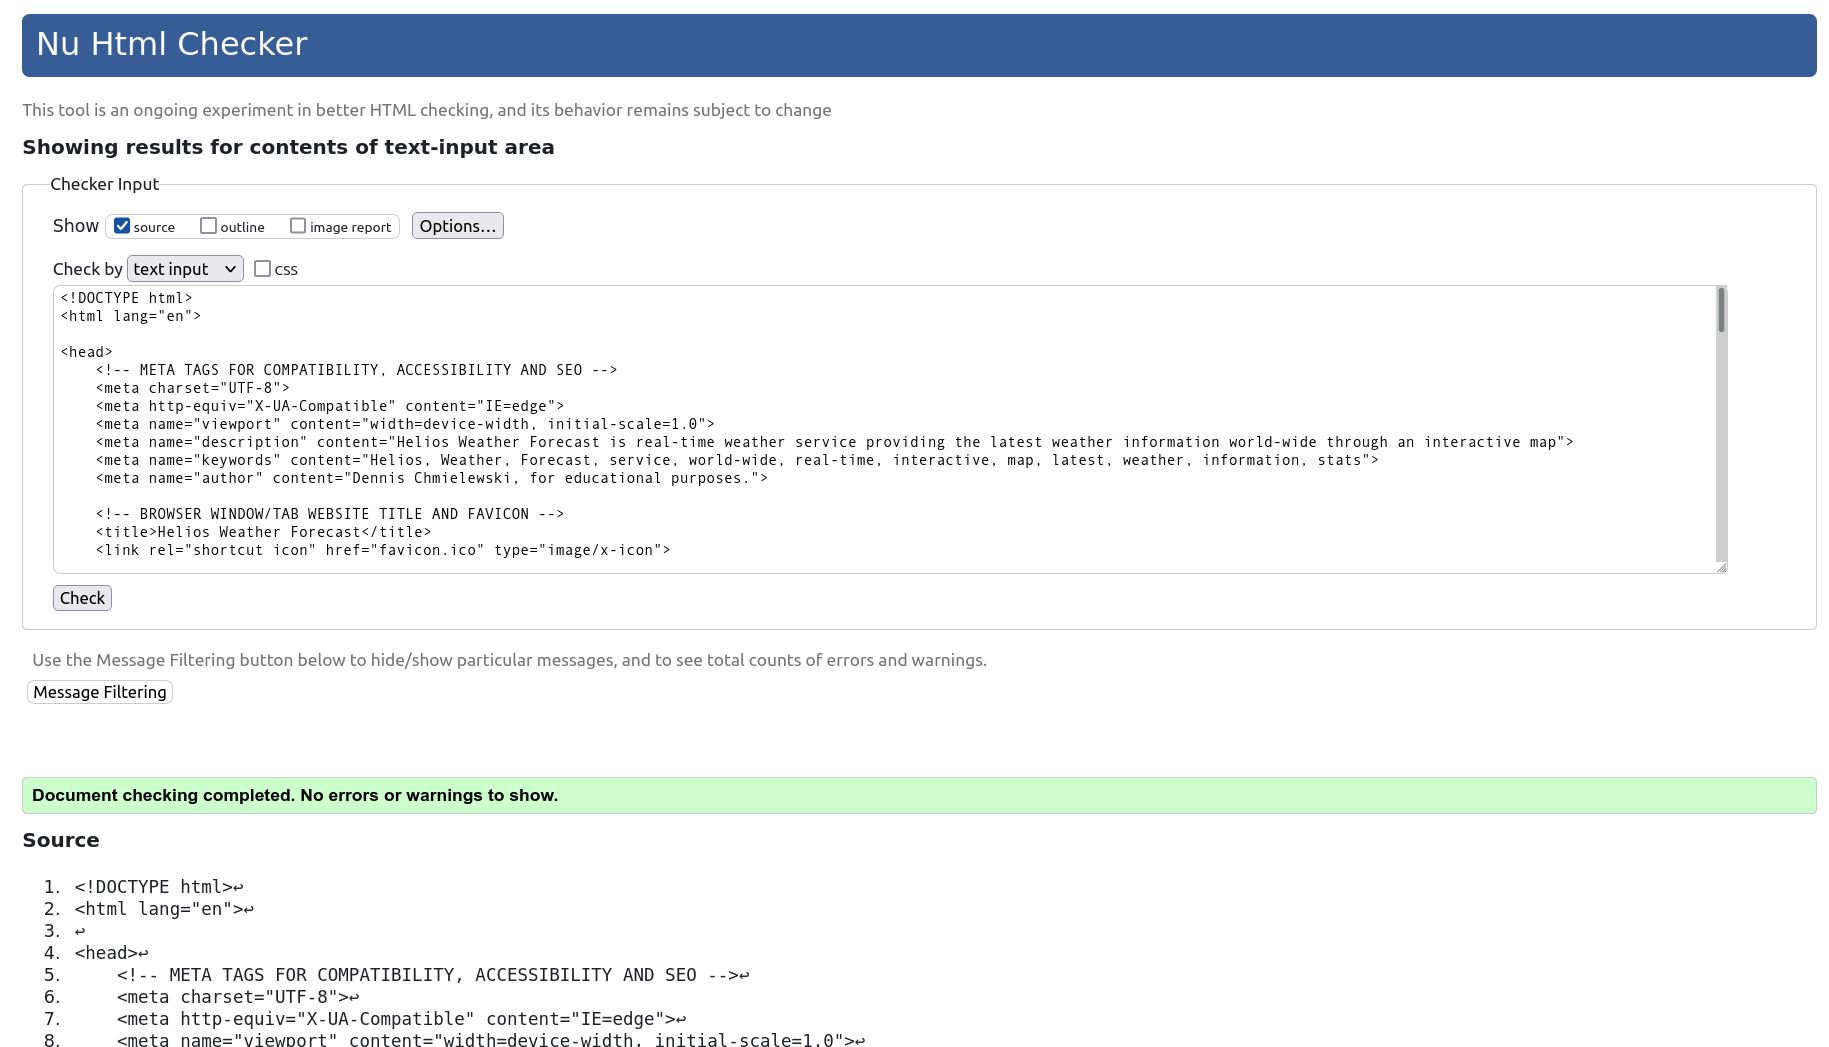 Nu Html Checker
This tool is an ongoing experiment in better HTML checking, and its behavior remains subject to change
Showing results for contents of text-input area
Checker Input
Show source outline image report Options...
Check by text input css
<!DOCTYPE html>
<html lang="en">
<head>
    <!-- META TAGS FOR COMPATIBILITY, ACCESSIBILITY AND SEO -->
    <meta charset="UTF-8">
    <meta http-equiv="X-UA-Compatible" content="IE=edge">
    <meta name="viewport" content="width=device-width, initial-scale=1.0">
    <meta name="description" content="Helios Weather Forecast is real-time weather service providing the latest weather information world-wide through an interactive map">
    <meta name="keywords" content="Helios, Weather, Forecast, service, world-wide, real-time, interactive, map, latest, weather, information, stats">
    <meta name="author" content="Dennis Chmielewski, for educational purposes.">
    <!-- BROWSER WINDOW/TAB WEBSITE TITLE AND FAVICON -->
    <title>Helios Weather Forecast</title>
    <link rel="shortcut icon" href="favicon.ico" type="image/x-icon">
Check
Use the Message Filtering button below to hide/show particular messages, and to see total counts of errors and warnings.
Message Filtering
Document checking completed. No errors or warnings to show.
Source
1. <!DOCTYPE html>↩
2. <html lang="en">↩
3. ↩
4. <head>↩
5.     <!-- META TAGS FOR COMPATIBILITY, ACCESSIBILITY AND SEO -->↩
6.     <meta charset="UTF-8">↩
7.     <meta http-equiv="X-UA-Compatible" content="IE=edge">↩
8.     <meta name="viewport" content="width=device-width, initial-scale=1.0">↩